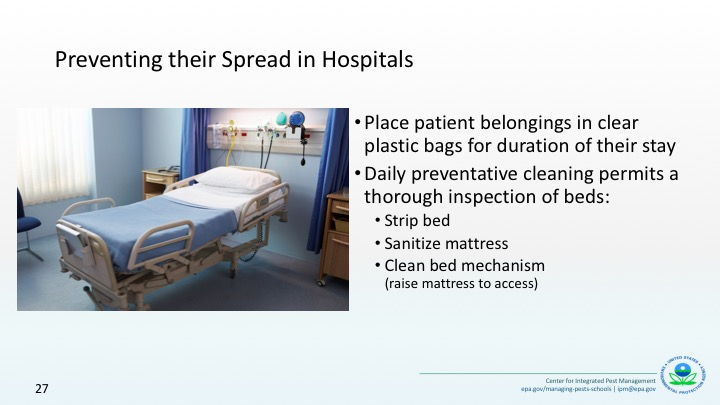 Preventing their Spread in Hospitals
• Place patient belongings in clear
plastic bags for duration of their stay
• Daily preventative cleaning permits a
thorough inspection of beds:
• Strip bed
• Sanitize mattress
• Clean bed mechanism
(raise mattress to access)
27
Center for Integrated Pest Management
epa.gov/managing-pests-schools | ipm@epa.gov
UNITED STATES